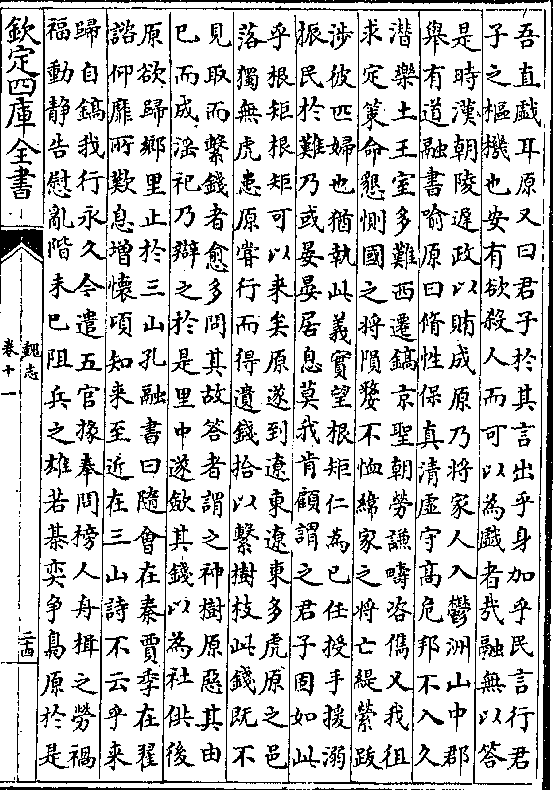 吾直戲耳原又曰君子於其言出乎身加乎民言行君
子之樞機也安有欲殺人而可以為戲者哉融無以答
是時漢朝陵遲政以賄成原乃將家人入鬱洲山中郡
舉有道融書喻原曰脩性保真清虛守髙危邦不入久
潛樂土王室多難西遷鎬京聖朝勞謙疇咨儁乂我徂
求定策命懇惻國之將隕嫠不恤緯家之將亡緹縈跋
涉彼匹婦也猶執此義實望根矩仁為已任授手援溺
振民於難乃或晏晏居息莫我肯顧謂之君子固如此
乎根矩根矩可以來矣原遂到遼東遼東多虎原之邑
落獨無虎患原嘗行而得遺錢拾以繫樹枝此錢既不
見取而繫錢者愈多問其故答者謂之神樹原惡其由
已而成淫祀乃辯之於是里中遂斂其錢以為社供後
原欲歸鄉里止於三山孔融書曰隨會在秦賈季在翟
諮仰靡所歎息增懷頃知來至近在三山詩不云乎來
歸自鎬我行永久今遣五官掾奉問榜人舟楫之勞禍
福動静告慰亂階未已阻兵之雄若棊奕争梟原於是
欽定四庫全書
魏志
卷十一
二十四